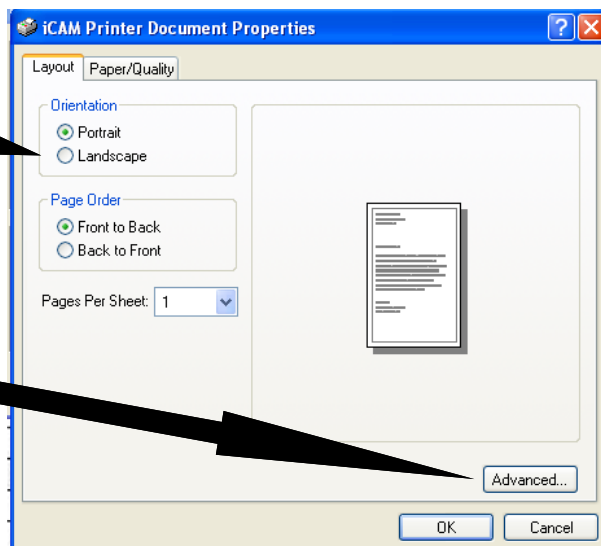 iCAM Printer Document Properties
Layout Paper/Quality
Orientation
Portrait
Landscape
Page Order
Front to Back
Back to Front
Pages Per Sheet: 1
Advanced...
OK Cancel